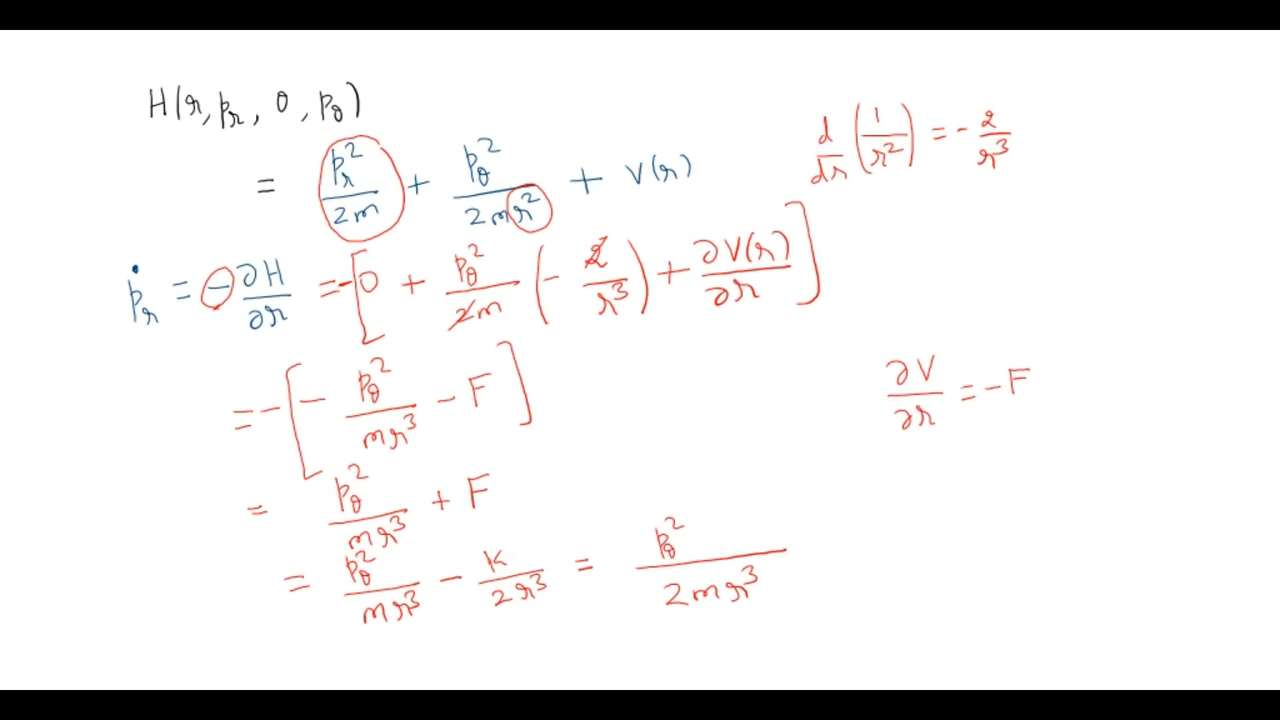 H(r, p_r, θ, p_θ)
= p_r²/2m + p_θ²/2mr² + V(r)
d/dr (1/r²) = - 2/r³
ṗ_r = -∂H/∂r = -[0 + p_θ²/2m (- 2/r³) + ∂V(r)/∂r]
= -[- p_θ²/mr³ - F]
∂V/∂r = -F
= p_θ²/mr³ + F
= p_θ²/mr³ - K/2r³ = p_θ²/2mr³